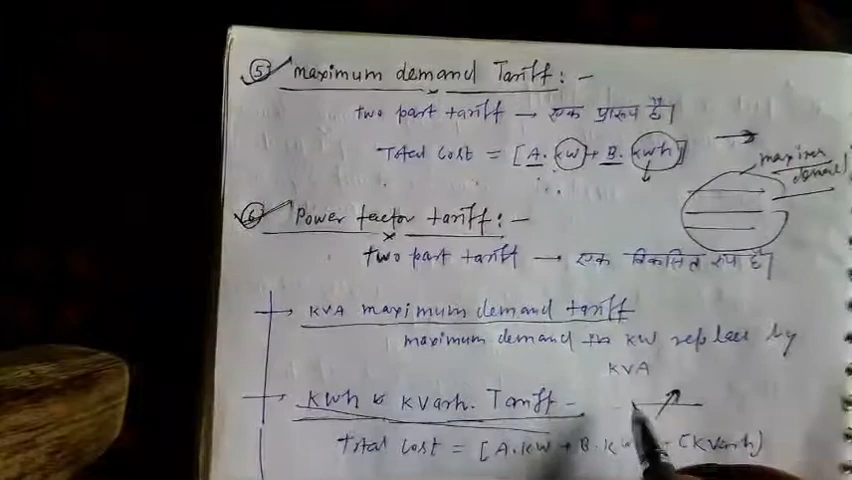 ⑤ maximum demand Tariff : -
two part tariff → एक प्रारूप है।
Total Cost = [A. kW + B. kwh]
maximum demand
⑥ Power factor tariff : -
two part tariff → एक विकसित रूप है।
KVA maximum demand tariff
maximum demand in KW replace by
KVA
Kwh & KVarh. Tariff -
Total Cost = [A.KW + B.KW
(KVarh)